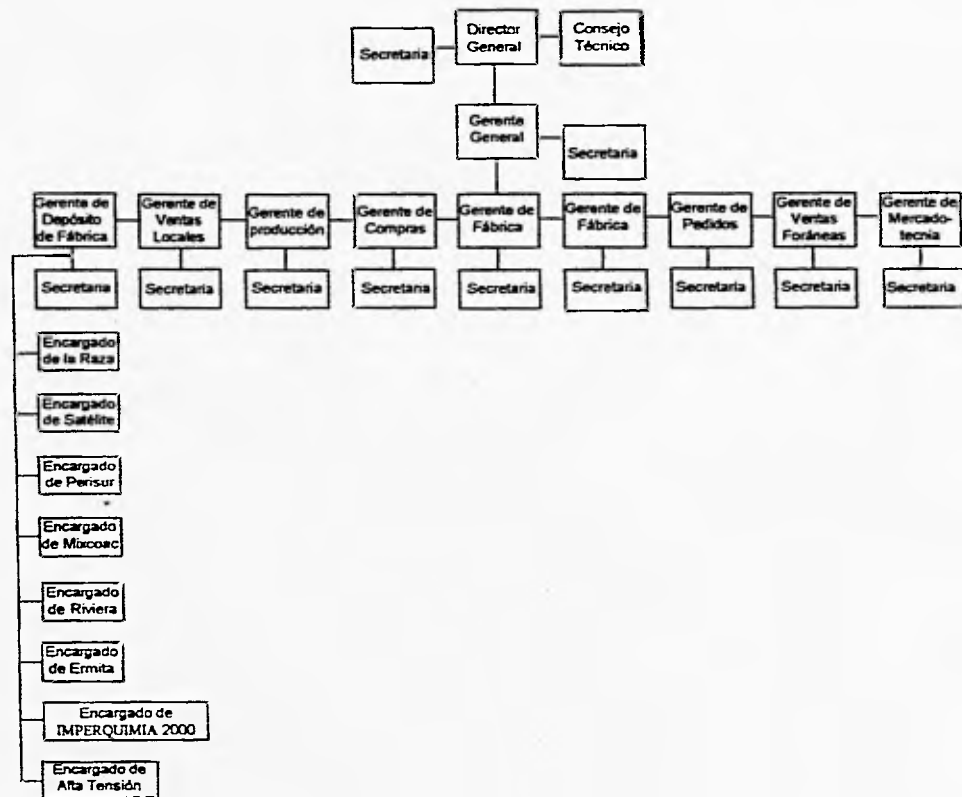 Director
General
Consejo
Técnico
Secretaria
Gerente
General
Secretaria
Gerente de
Depósito
de Fábrica
Gerente de
Ventas
Locales
Gerente de
producción
Gerente de
Compras
Gerente de
Fábrica
Gerente de
Fábrica
Gerente de
Pedidos
Gerente de
Ventas
Foráneas
Gerente de
Mercado-
tecnia
Secretaria
Secretaria
Secretaria
Secretaria
Secretaria
Secretaria
Secretaria
Secretaria
Secretaria
Encargado
de la Raza
Encargado
de Satélite
Encargado
de Perisur
Encargado
de Mixcoac
Encargado
de Riviera
Encargado
de Ermita
Encargado de
IMPERQUIMIA 2000
Encargado de
Alta Tensión